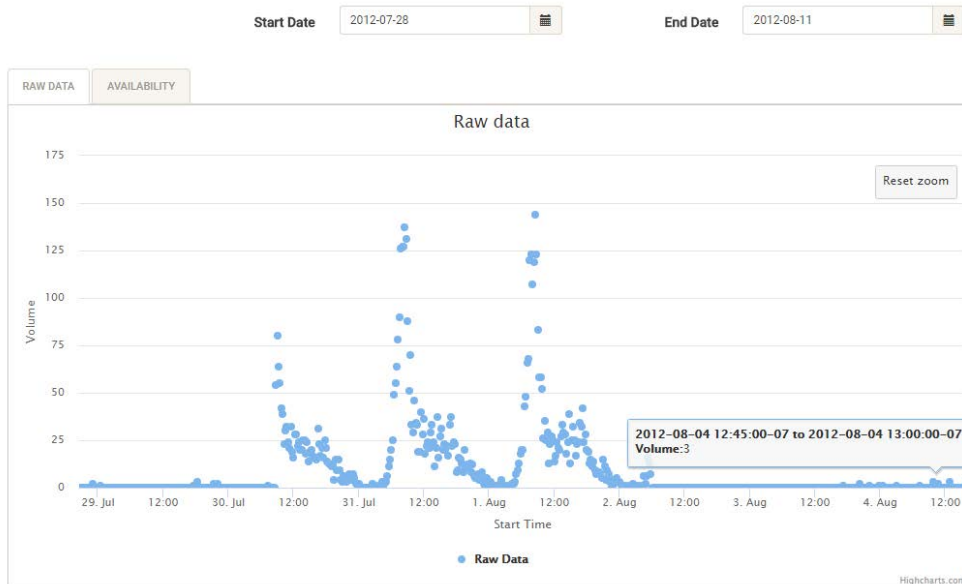 Start Date 2012-07-28 End Date 2012-08-11
RAW DATA AVAILABILITY
Raw data
Reset zoom
175
150
125
100
75
50
25
0
Volume
2012-08-04 12:45:00-07 to 2012-08-04 13:00:00-07
Volume:3
29. Jul 12:00 30. Jul 12:00 31. Jul 12:00 1. Aug 12:00 2. Aug 12:00 3. Aug 12:00 4. Aug 12:00
Start Time
Raw Data
Highcharts.com